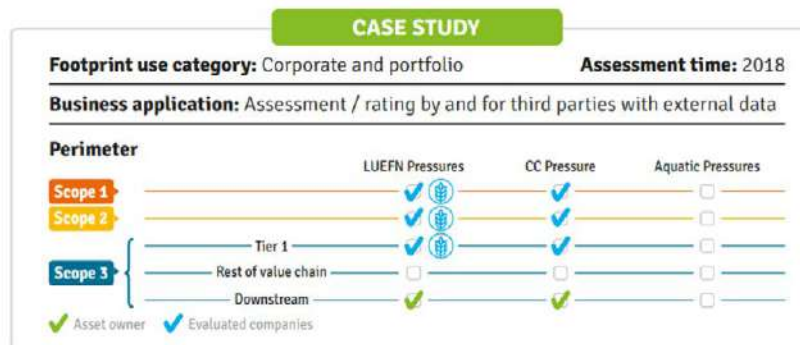 CASE STUDY
Footprint use category: Corporate and portfolio Assessment time: 2018
Business application: Assessment / rating by and for third parties with external data
Perimeter
LUEFN Pressures CC Pressure Aquatic Pressures
Scope 1
Scope 2
Tier 1
Scope 3 Rest of value chain
Downstream
Asset owner Evaluated companies